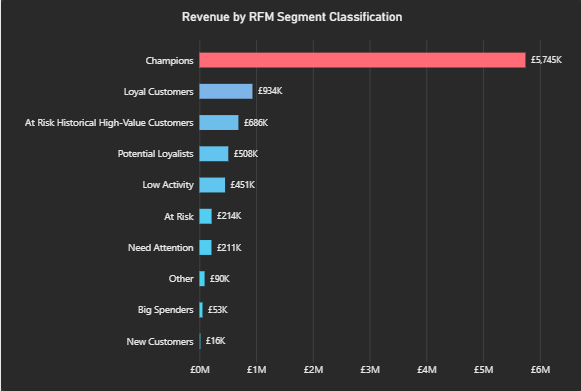 Revenue by RFM Segment Classification
Champions £5,745K
Loyal Customers £934K
At Risk Historical High-Value Customers £686K
Potential Loyalists £508K
Low Activity £451K
At Risk £214K
Need Attention £211K
Other £90K
Big Spenders £53K
New Customers £16K
£0M £1M £2M £3M £4M £5M £6M